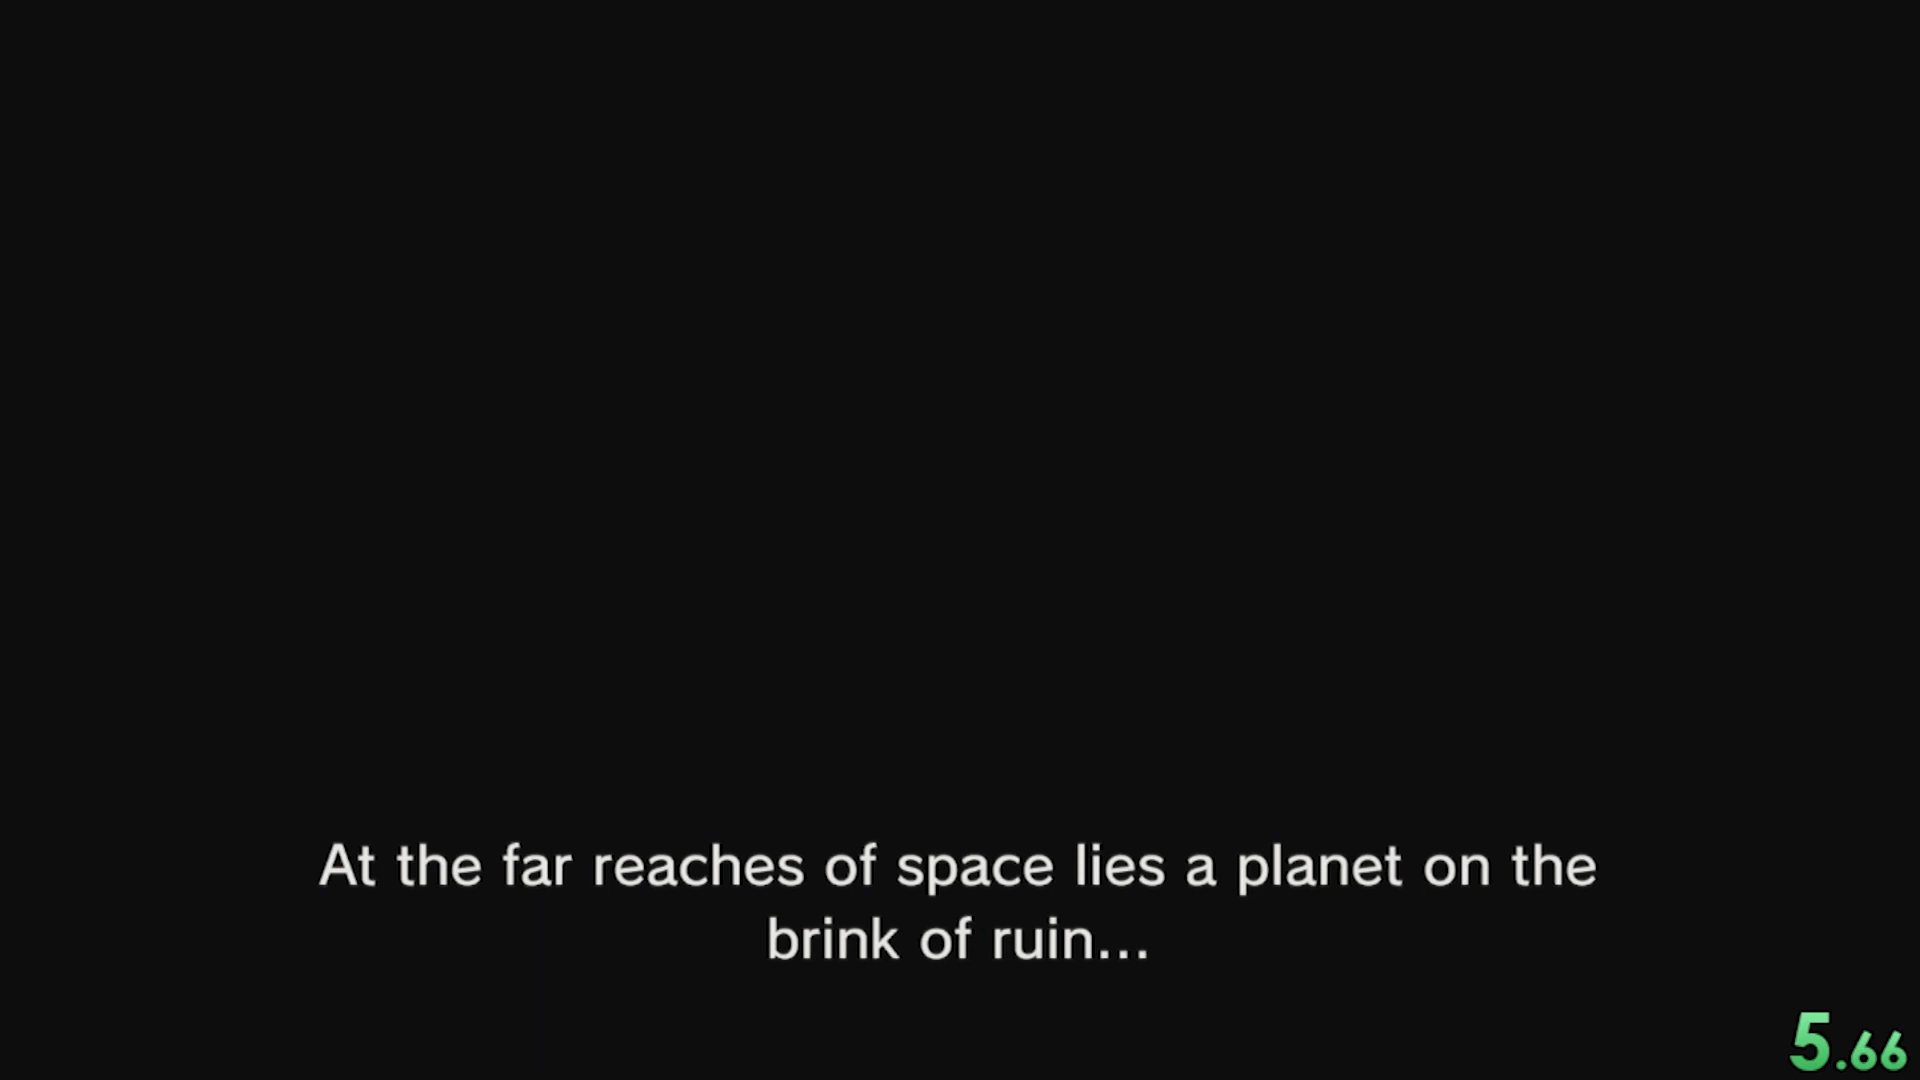 At the far reaches of space lies a planet on the
brink of ruin...
5.66